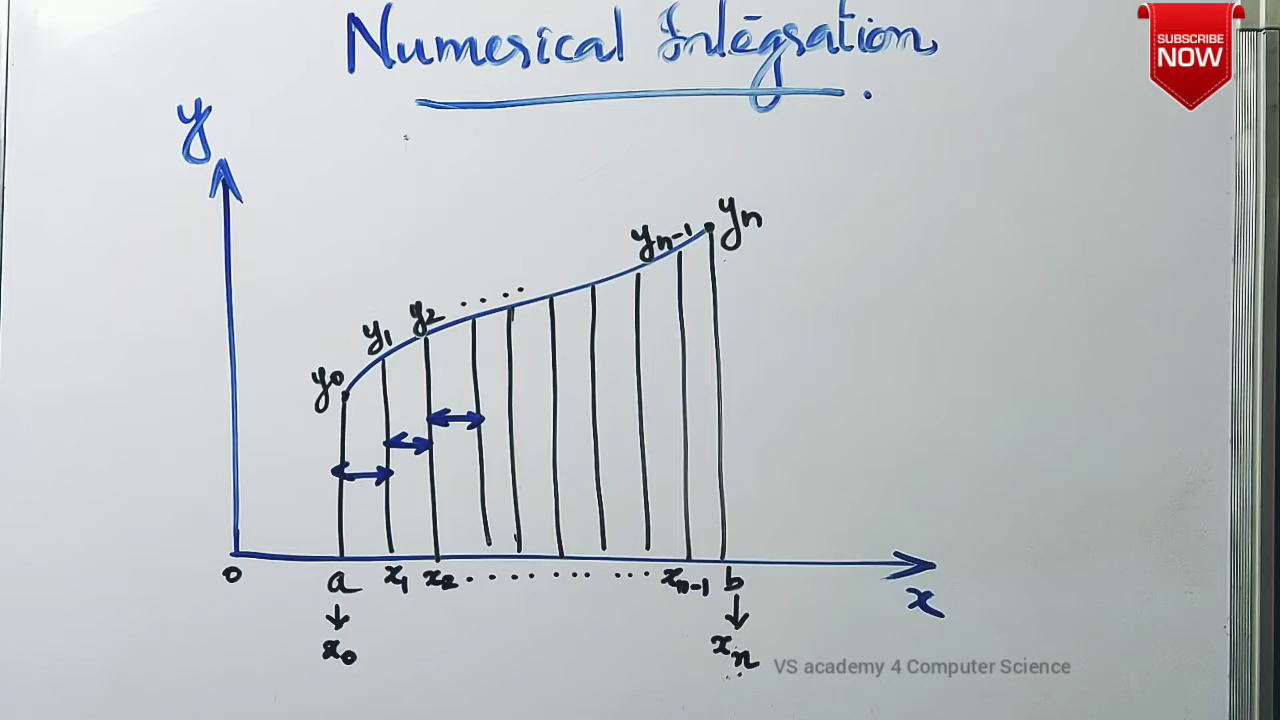 Numerical Integration.
SUBSCRIBE
NOW
y
yn
yn-1
y2 ....
y1
y0
0 a x1 x2 .......... xn-1 b
x
↓ ↓
x0 xn
VS academy 4 Computer Science